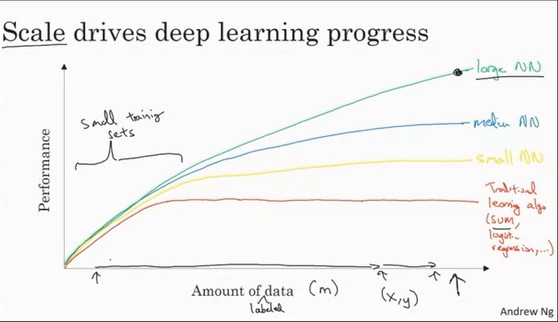 Scale drives deep learning progress
large NN
small training
sets
medium NN
small NN
Performance
Traditional
learning algo
(SVM,
logistic
regression,...)
Amount of data (m)
labeled
(x,y)
Andrew Ng